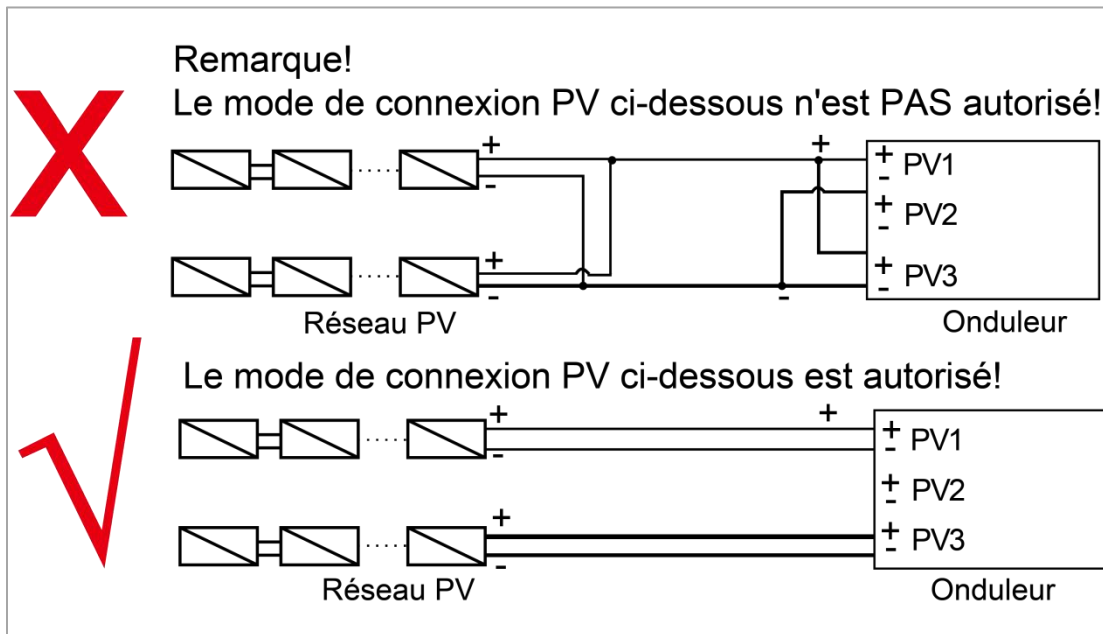 Remarque!
Le mode de connexion PV ci-dessous n'est PAS autorisé!
+
+
+
-
PV1
-
+
-
PV2
+
+
-
PV3
-
-
Réseau PV
Onduleur
Le mode de connexion PV ci-dessous est autorisé!
+
+
+
-
PV1
-
+
-
PV2
+
+
-
PV3
-
Réseau PV
Onduleur